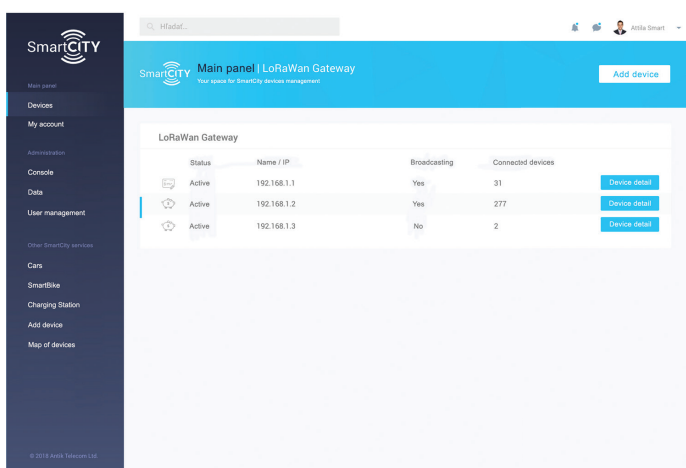 SmartCITY
Hľadať...
Attila Smart
SmartCITY
Main panel | LoRaWan Gateway
Your space for SmartCity devices management
Add device
Main panel
Devices
My account
Administration
Console
Data
User management
Other SmartCity services
Cars
SmartBike
Charging Station
Add device
Map of devices
© 2018 Antik Telecom Ltd.
LoRaWan Gateway
Status Name / IP Broadcasting Connected devices
Active 192.168.1.1 Yes 31 Device detail
Active 192.168.1.2 Yes 277 Device detail
Active 192.168.1.3 No 2 Device detail